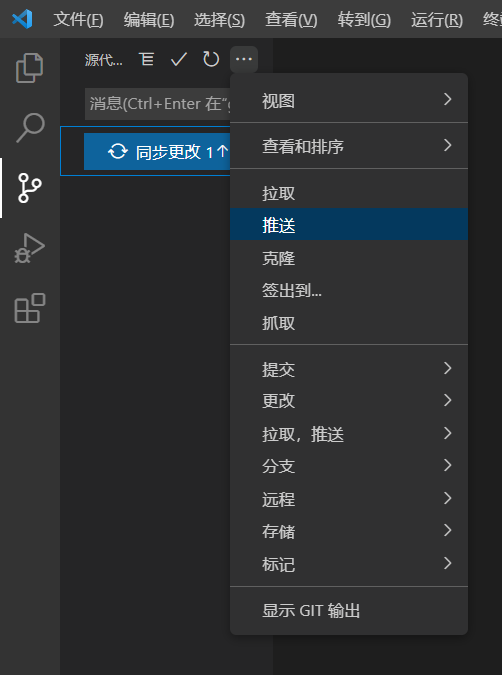 文件(F) 编辑(E) 选择(S) 查看(V) 转到(G) 运行(R)
源代...
消息(Ctrl+Enter 在"g
同步更改 1↑
视图
查看和排序
拉取
推送
克隆
签出到...
抓取
提交
更改
拉取，推送
分支
远程
存储
标记
显示 GIT 输出